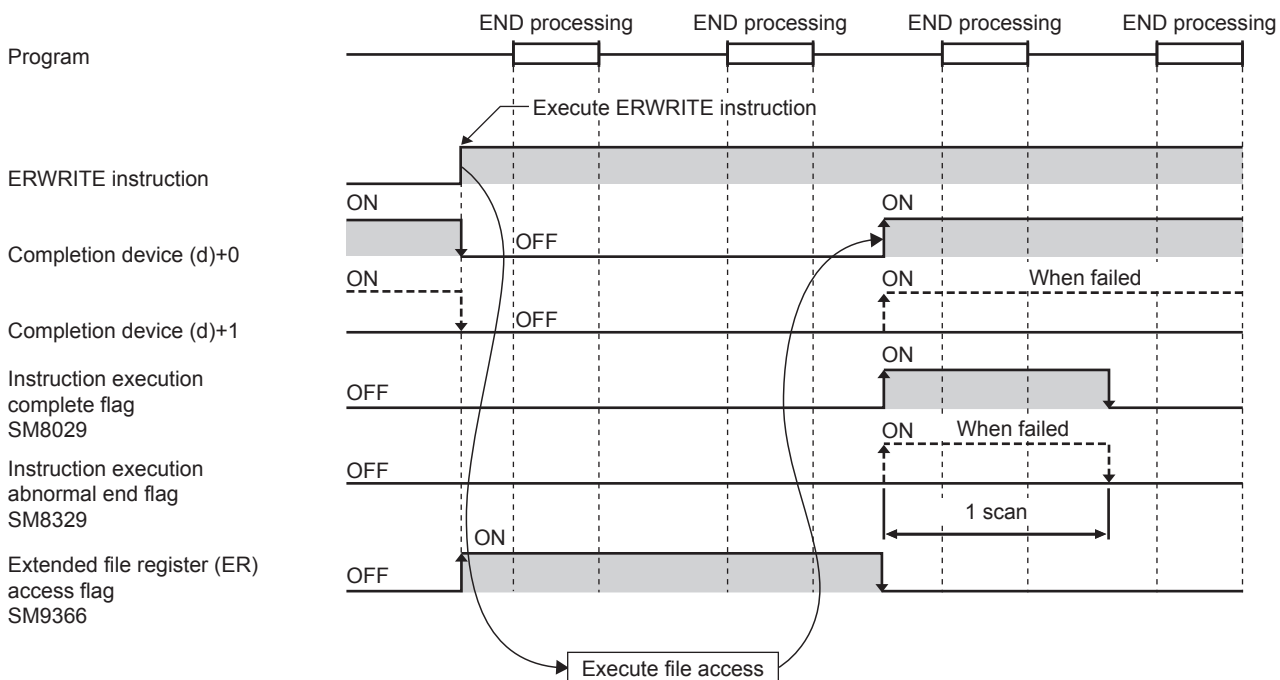 END processing END processing END processing END processing
Program
Execute ERWRITE instruction
ERWRITE instruction
ON ON
Completion device (d)+0
OFF
ON ON When failed
Completion device (d)+1
OFF
Instruction execution
complete flag
SM8029
OFF
ON
Instruction execution
abnormal end flag
SM8329
OFF
ON When failed
1 scan
Extended file register (ER)
access flag
SM9366
OFF
ON
Execute file access